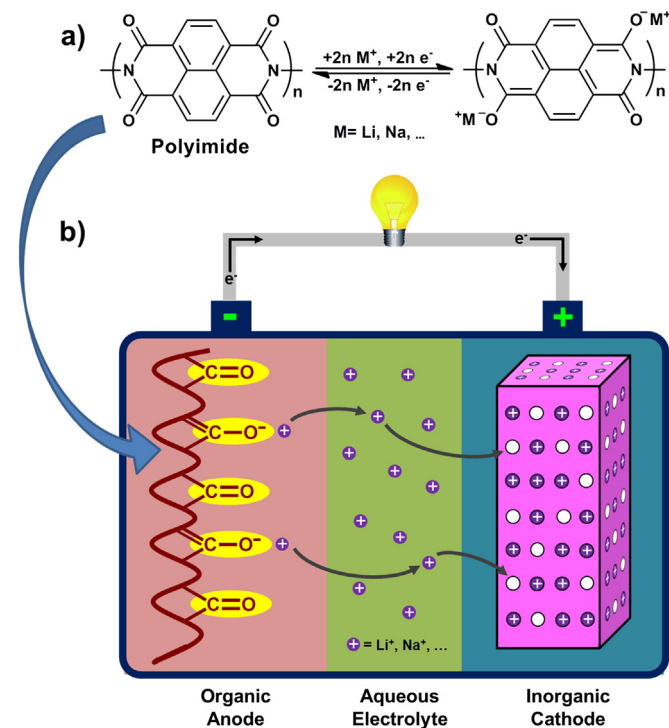 a)
O O
N N
O O
n
+2n M⁺, +2n e⁻
-2n M⁺, -2n e⁻
O O⁻M⁺
N N
⁺M⁻O O
n
Polyimide
M= Li, Na, ...
b)
e⁻ e⁻
- +
C=O
C—O⁻ +
C=O
C—O⁻ +
C=O
+ = Li⁺, Na⁺, ...
Organic Anode
Aqueous Electrolyte
Inorganic Cathode